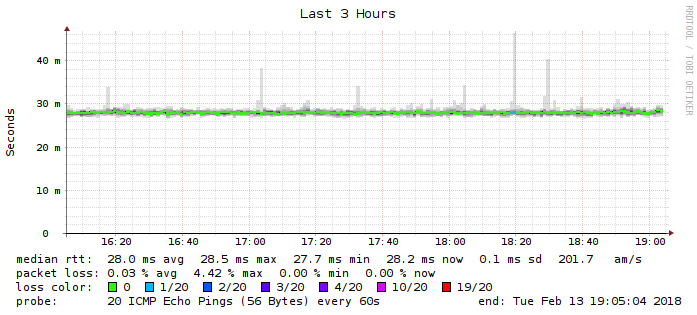 Last 3 Hours
RRDTOOL / TOBI OETIKER
Seconds
40 m
30 m
20 m
10 m
0
16:20 16:40 17:00 17:20 17:40 18:00 18:20 18:40 19:00
median rtt: 28.0 ms avg 28.5 ms max 27.7 ms min 28.2 ms now 0.1 ms sd 201.7 am/s
packet loss: 0.03 % avg 4.42 % max 0.00 % min 0.00 % now
loss color: 0 1/20 2/20 3/20 4/20 10/20 19/20
probe: 20 ICMP Echo Pings (56 Bytes) every 60s end: Tue Feb 13 19:05:04 2018